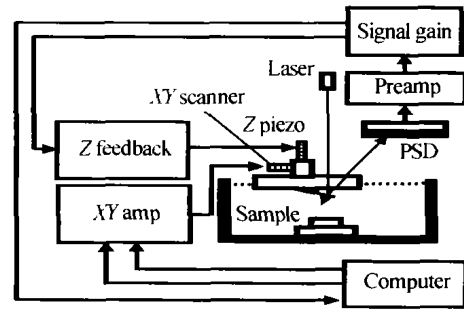 Signal gain
Laser
Preamp
XY scanner
Z piezo
PSD
Z feedback
Sample
XY amp
Computer